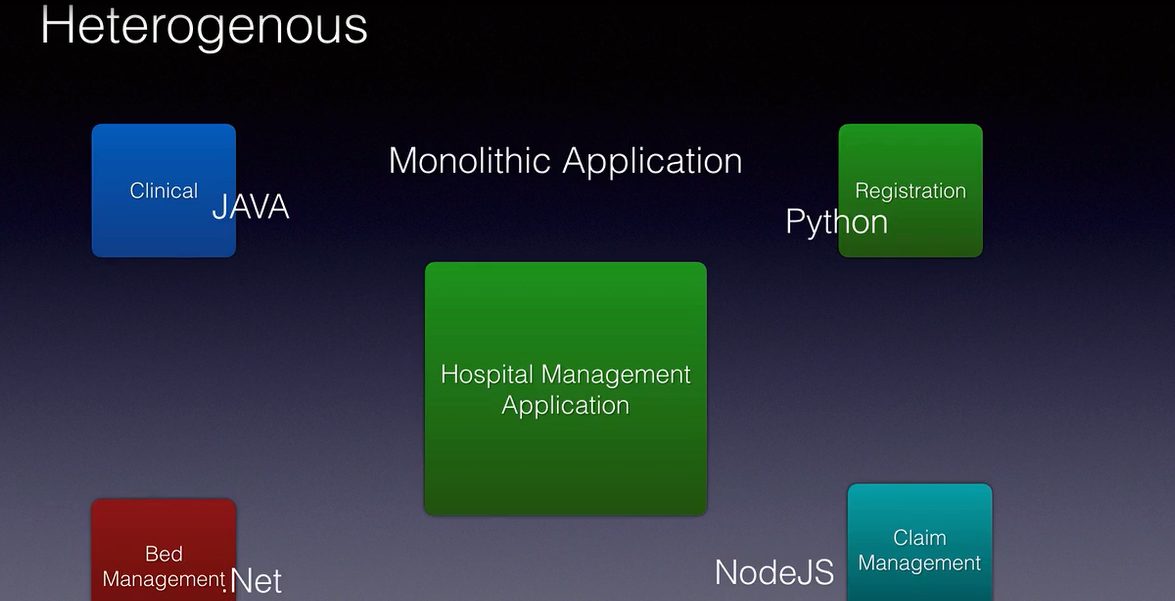 Heterogenous
Monolithic Application
Clinical
JAVA
Registration
Python
Hospital Management
Application
Bed
Management
.Net
NodeJS
Claim
Management